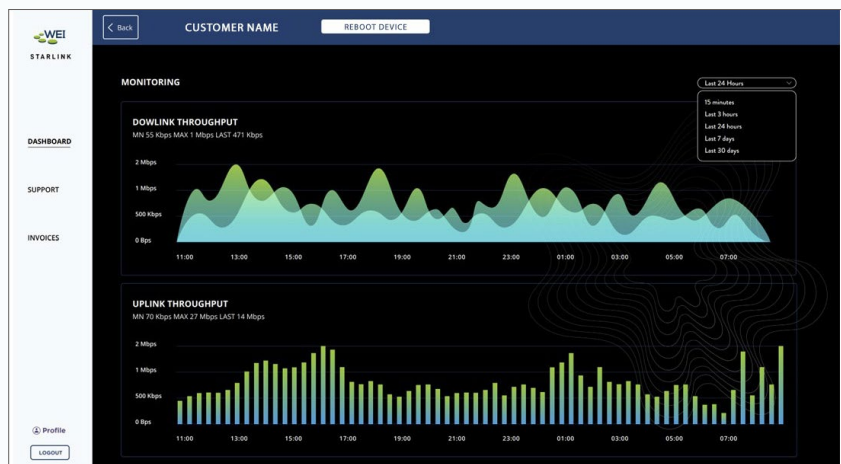 WEI
STARLINK
Back
CUSTOMER NAME
REBOOT DEVICE
DASHBOARD
SUPPORT
INVOICES
Profile
LOGOUT
MONITORING
Last 24 Hours
15 minutes
Last 3 hours
Last 24 hours
Last 7 days
Last 30 days
DOWLINK THROUGHPUT
MN 55 Kbps MAX 1 Mbps LAST 471 Kbps
2 Mbps
1 Mbps
500 Kbps
0 Bps
11:00 13:00 15:00 17:00 19:00 21:00 23:00 01:00 03:00 05:00 07:00
UPLINK THROUGHPUT
MN 70 Kbps MAX 27 Mbps LAST 14 Mbps
2 Mbps
1 Mbps
500 Kbps
0 Bps
11:00 13:00 15:00 17:00 19:00 21:00 23:00 01:00 03:00 05:00 07:00